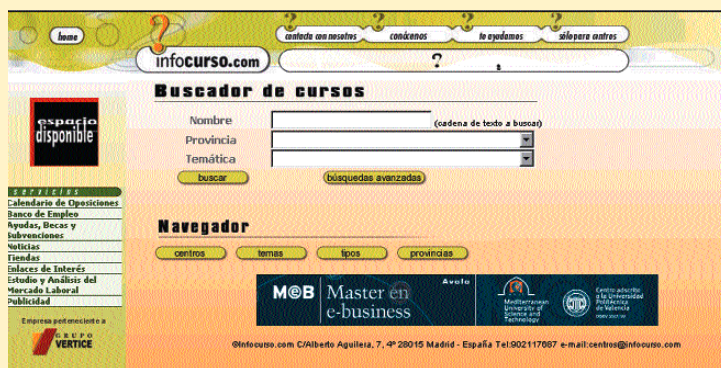 home
contacta con nosotros
conócenos
te ayudamos
sólo para centros
infocurso.com
?
Buscador de cursos
Nombre
(cadena de texto a buscar)
Provincia
Temática
buscar
búsquedas avanzadas
espacio
disponible
servicios
Calendario de Oposiciones
Banco de Empleo
Ayudas, Becas y
Subvenciones
Noticias
Tiendas
Enlaces de Interés
Estudio y Análisis del
Mercado Laboral
Publicidad
Empresa perteneciente a
GRUPO
VERTICE
Navegador
centros
temas
tipos
provincias
M©B
Master en
e-business
Avala
Mediterranean
University of
Science and
Technology
Centro adscrito
a la Universidad
Politécnica
de Valencia
©Infocurso.com C/Alberto Aguilera, 7, 4º 28015 Madrid - España Tel:902117687 e-mail:centros@infocurso.com